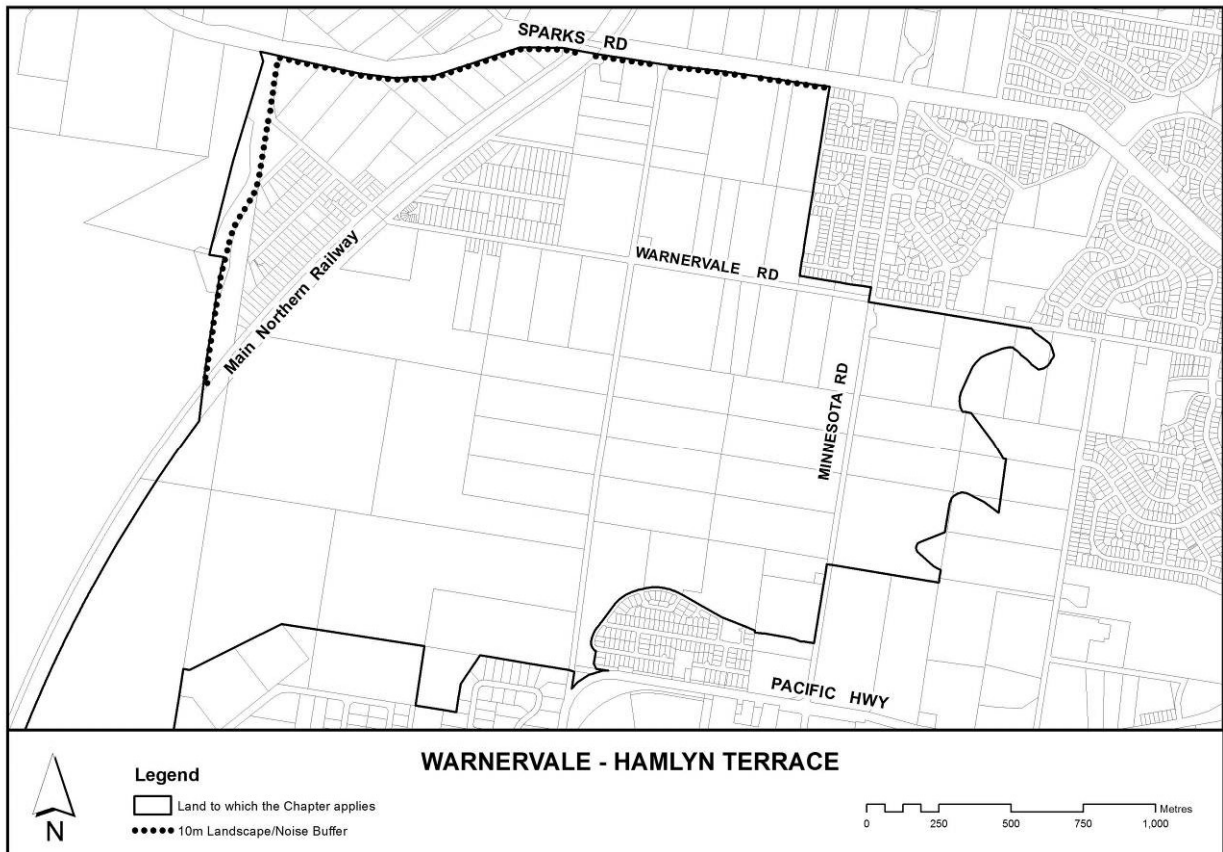 SPARKS RD
WARNERVALE RD
Main Northern Railway
MINNESOTA RD
PACIFIC HWY
WARNERVALE - HAMLYN TERRACE
Legend
Land to which the Chapter applies
10m Landscape/Noise Buffer
N
Metres
0 250 500 750 1,000